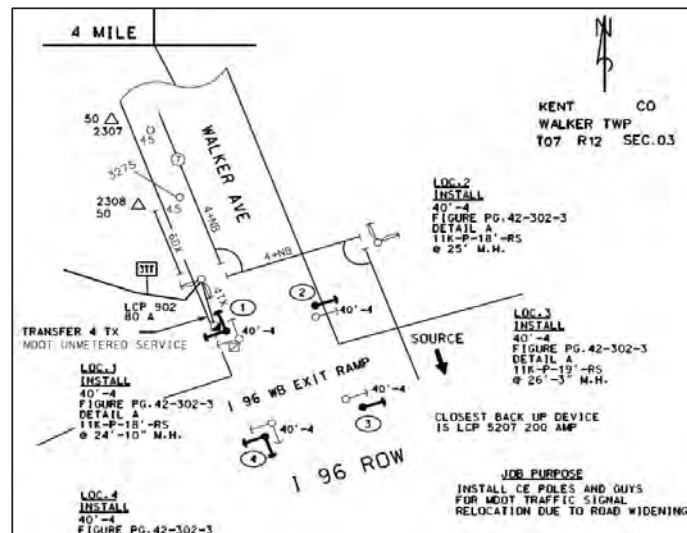 4 MILE
N
KENT CO
WALKER TWP
T07 R12 SEC.03
50
2307
45
7
WALKER AVE
3275
2308
50
45
4+NB
4+NB
60X
LOC.2
INSTALL
40'-4
FIGURE PG.42-302-3
DETAIL A
11K-P-18'-RS
@ 25' M.H.
LCP 902
80 A
4TX
1
2
40'-4
40'-4
TRANSFER 4 TX
MDOT UNMETERED SERVICE
SOURCE
LOC.3
INSTALL
40'-4
FIGURE PG.42-302-3
DETAIL A
11K-P-19'-RS
@ 26'-3" M.H.
LOC.1
INSTALL
40'-4
FIGURE PG.42-302-3
DETAIL A
11K-P-18'-RS
@ 24'-10" M.H.
I 96 WB EXIT RAMP
40'-4
3
40'-4
4
I 96 ROW
CLOSEST BACK UP DEVICE
IS LCP 5207 200 AMP
JOB PURPOSE
INSTALL CE POLES AND GUYS
FOR MDOT TRAFFIC SIGNAL
RELOCATION DUE TO ROAD WIDENING
LOC.4
INSTALL
40'-4
FIGURE PG.42-302-3